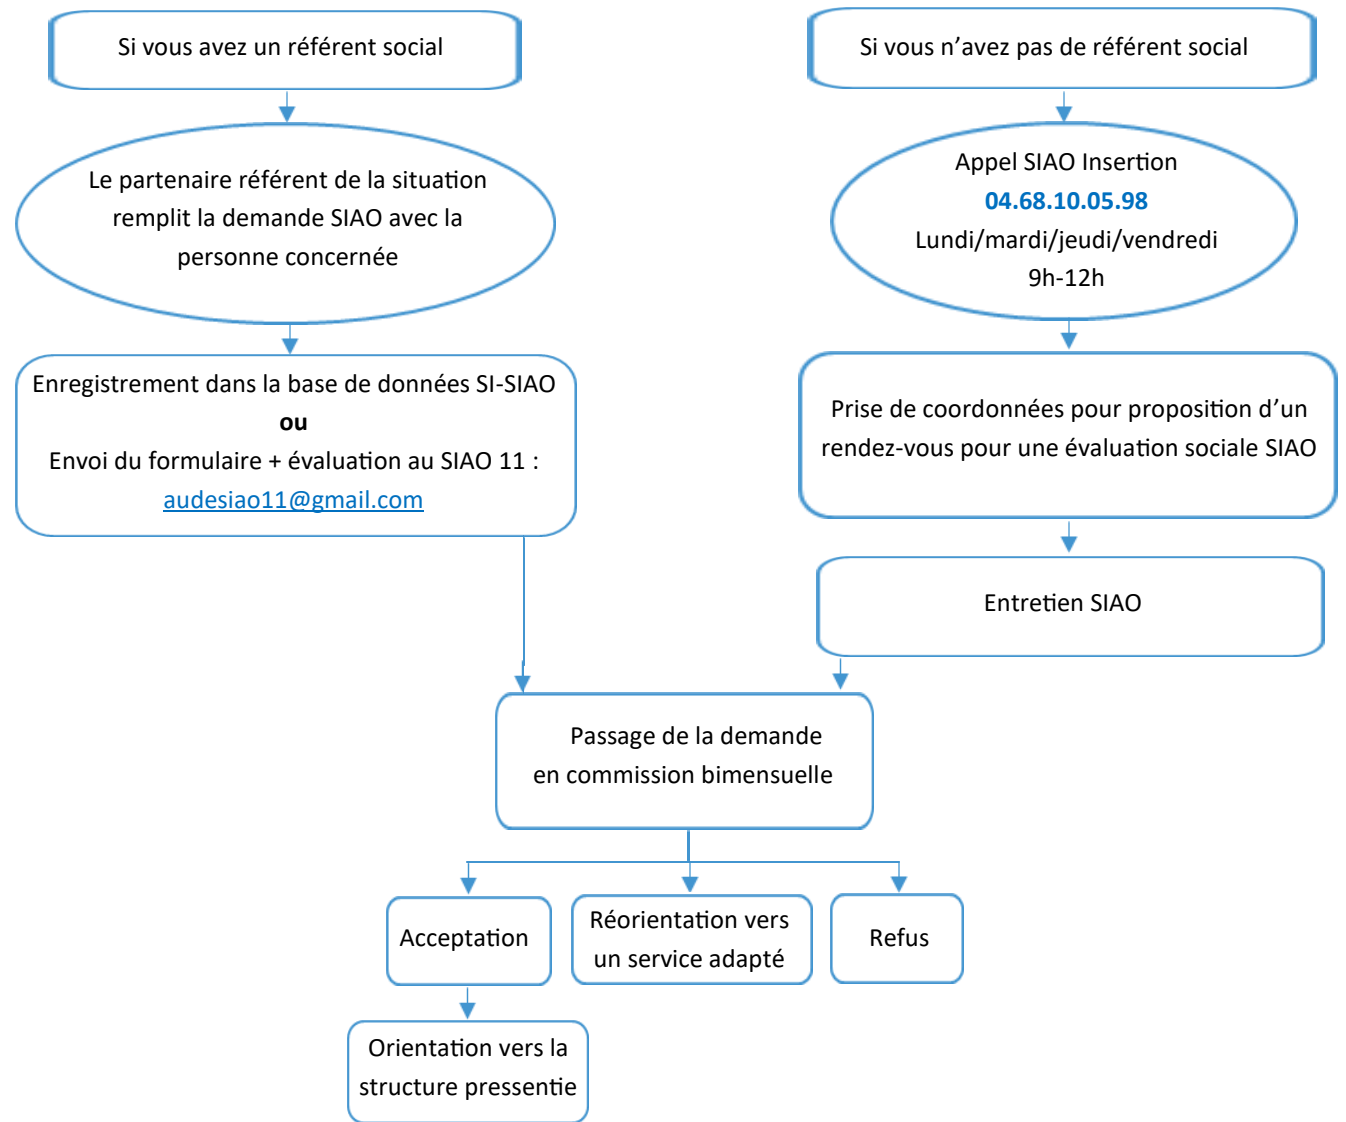 Si vous avez un référent social
Le partenaire référent de la situation
remplit la demande SIAO avec la
personne concernée
Enregistrement dans la base de données SI-SIAO
ou
Envoi du formulaire + évaluation au SIAO 11 :
audesiao11@gmail.com
Si vous n’avez pas de référent social
Appel SIAO Insertion
04.68.10.05.98
Lundi/mardi/jeudi/vendredi
9h-12h
Prise de coordonnées pour proposition d’un
rendez-vous pour une évaluation sociale SIAO
Entretien SIAO
Passage de la demande
en commission bimensuelle
Acceptation
Réorientation vers
un service adapté
Refus
Orientation vers la
structure pressentie